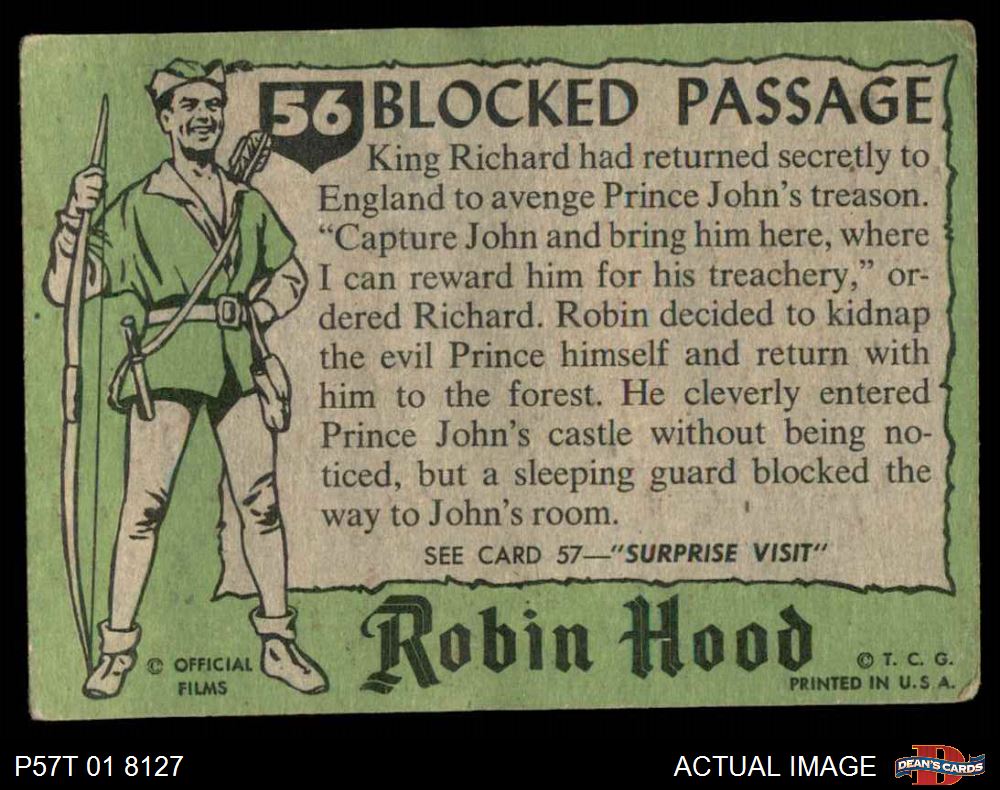 56 BLOCKED PASSAGE
King Richard had returned secretly to
England to avenge Prince John's treason.
"Capture John and bring him here, where
I can reward him for his treachery," or-
dered Richard. Robin decided to kidnap
the evil Prince himself and return with
him to the forest. He cleverly entered
Prince John's castle without being no-
ticed, but a sleeping guard blocked the
way to John's room.
SEE CARD 57—"SURPRISE VISIT"
Robin Hood
© OFFICIAL
FILMS
© T. C. G.
PRINTED IN U.S A.
P57T 01 8127
ACTUAL IMAGE
D
DEAN'S CARDS